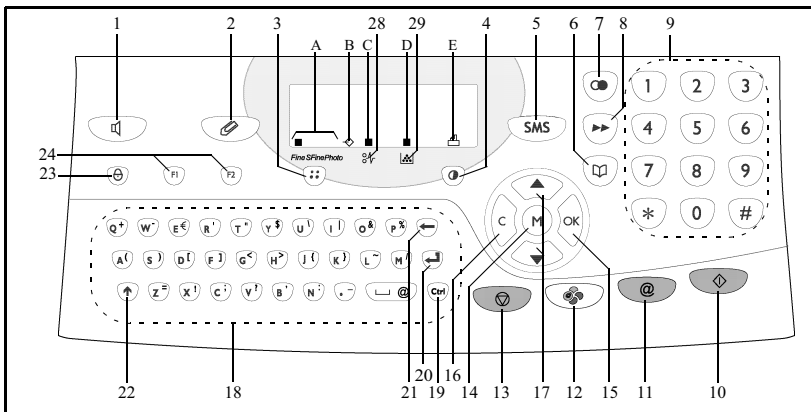 1 2 3 A B C 28 D 29 E 4 5 6 7 8 9
Fine SFine Photo
SMS
1 2 3
4 5 6
7 8 9
* 0 #
24
23
F1 F2
C M OK
Q + W " E € R ' T * Y $ U \ I | O & P %
A ( S ) D [ F ] G < H > J { K } L ~ M /
Z = X ! C ; V ? B ' N : . - @ Ctrl
@
22 18 21 20 19 16 14 13 17 12 15 11 10